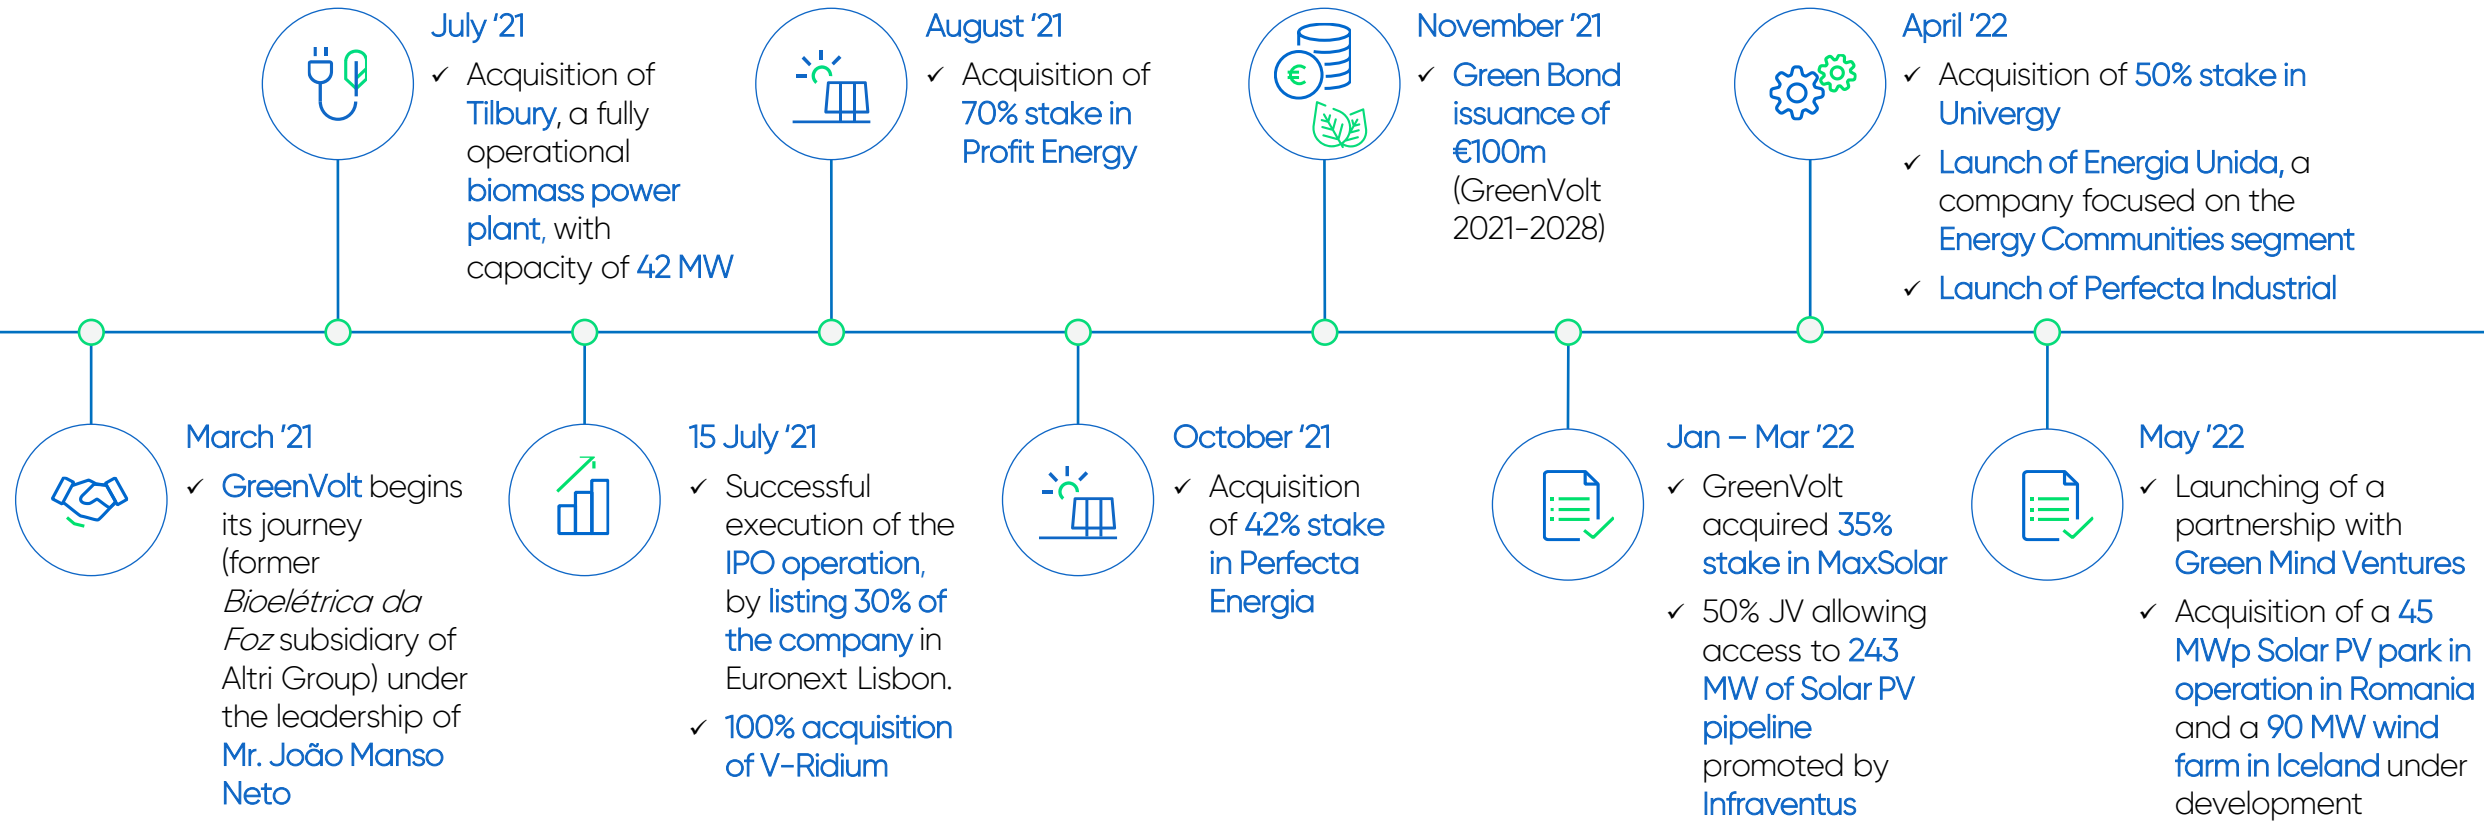 July ‘21
✓ Acquisition of
Tilbury, a fully
operational
biomass power
plant, with
capacity of 42 MW
August ‘21
✓ Acquisition of
70% stake in
Profit Energy
November ‘21
✓ Green Bond
issuance of
€100m
(GreenVolt
2021-2028)
April ’22
✓ Acquisition of 50% stake in
Univergy
✓ Launch of Energia Unida, a
company focused on the
Energy Communities segment
✓ Launch of Perfecta Industrial
March ‘21
✓ GreenVolt begins
its journey
(former
Bioelétrica da
Foz subsidiary of
Altri Group) under
the leadership of
Mr. João Manso
Neto
15 July ‘21
✓ Successful
execution of the
IPO operation,
by listing 30% of
the company in
Euronext Lisbon.
✓ 100% acquisition
of V-Ridium
October ‘21
✓ Acquisition
of 42% stake
in Perfecta
Energia
Jan – Mar ’22
✓ GreenVolt
acquired 35%
stake in MaxSolar
✓ 50% JV allowing
access to 243
MW of Solar PV
pipeline
promoted by
Infraventus
May ’22
✓ Launching of a
partnership with
Green Mind Ventures
✓ Acquisition of a 45
MWp Solar PV park in
operation in Romania
and a 90 MW wind
farm in Iceland under
development